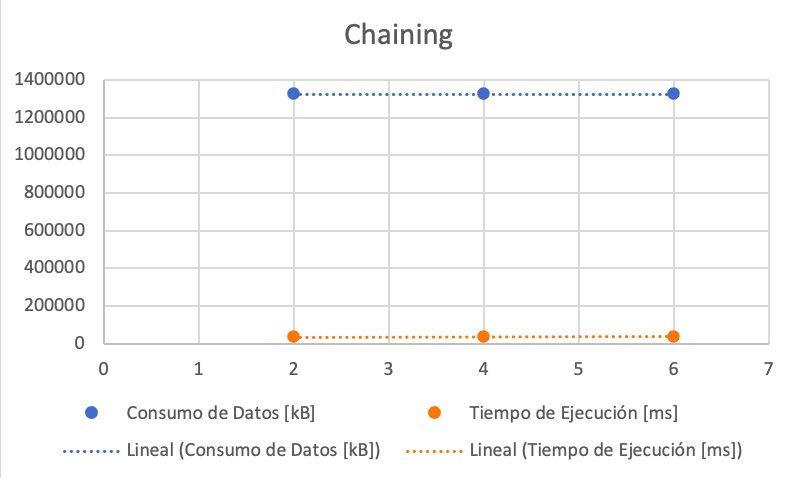 Chaining
1400000
1200000
1000000
800000
600000
400000
200000
0
0 1 2 3 4 5 6 7
Consumo de Datos [kB] Tiempo de Ejecución [ms]
Lineal (Consumo de Datos [kB]) Lineal (Tiempo de Ejecución [ms])